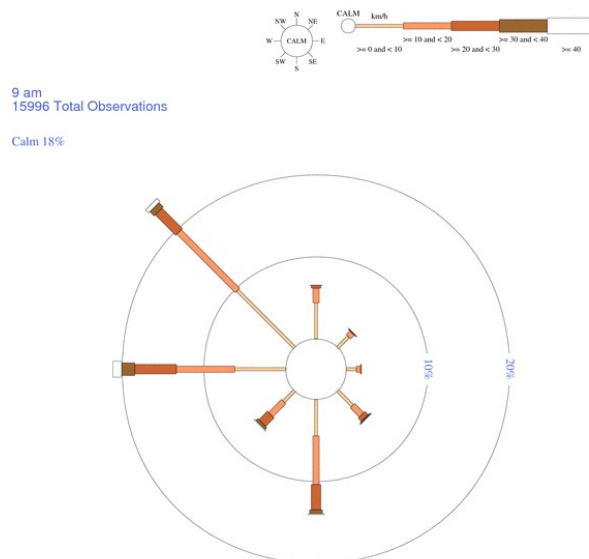 N
NW NE
W CALM E
SW SE
S
CALM
km/h
>= 0 and < 10
>= 10 and < 20
>= 20 and < 30
>= 30 and < 40
>= 40
9 am
15996 Total Observations
Calm 18%
10%
20%